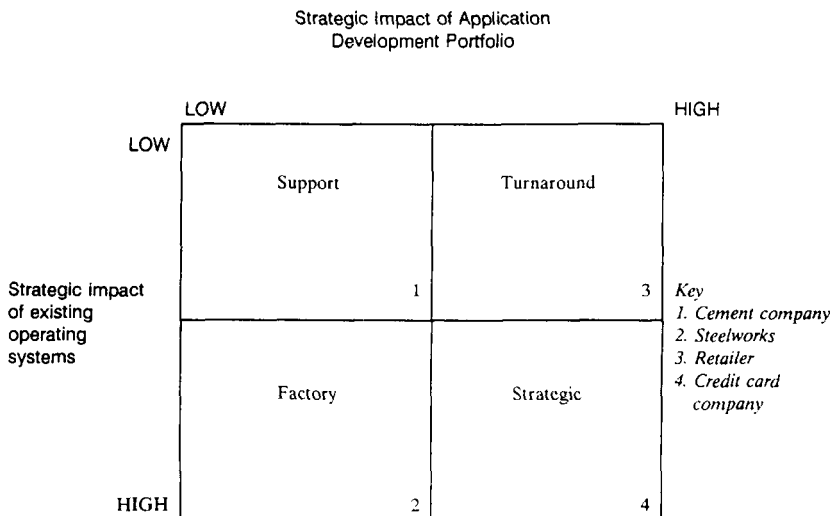 Strategic Impact of Application
Development Portfolio
LOW
HIGH
LOW
Support
Turnaround
Strategic impact
of existing
operating
systems
1
3
Key
1. Cement company
2. Steelworks
3. Retailer
4. Credit card
company
Factory
Strategic
HIGH
2
4